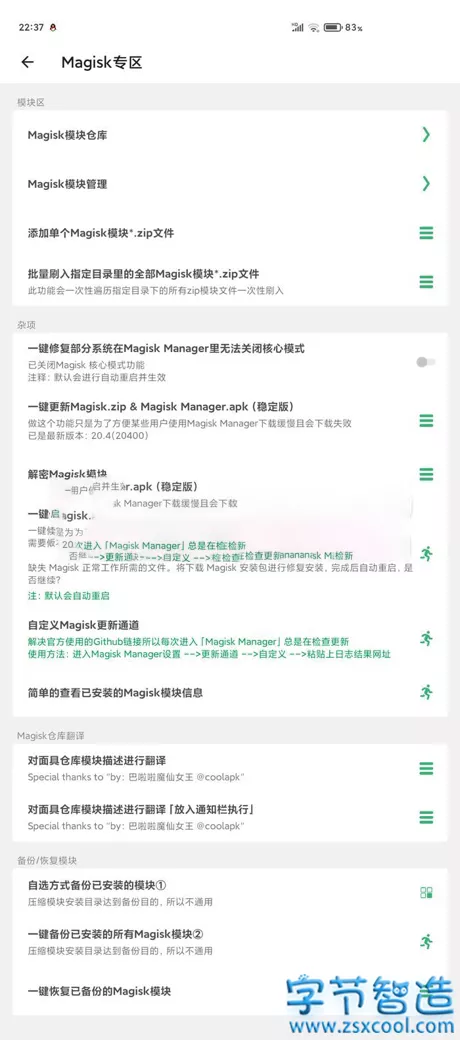 22:37
83%
Magisk专区
模块区
Magisk模块仓库
Magisk模块管理
添加单个Magisk模块*.zip文件
批量刷入指定目录里的全部Magisk模块*.zip文件
此功能会一次性遍历指定目录下的所有zip模块文件一次性刷入
杂项
一键修复部分系统在Magisk Manager里无法关闭核心模式
已关闭Magisk 核心模式功能
注释：默认会进行自动重启并生效
一键更新Magisk.zip & Magisk Manager.apk（稳定版）
做这个功能只是为了方便某些用户使用Magisk Manager下载缓慢且会下载失败
已是最新版本：20.4(20400)
解密Magisk模块
启并生效r.apk（稳定版）
sk Manager下载缓慢且会下载
20次进入「Magisk Manager」总是在检检新
缺失 Magisk 正常工作所需的文件。将下载 Magisk 安装包进行修复安装，完成后自动重启，是
否继续？
注：默认会自动重启
自定义Magisk更新通道
解决官方使用的Github链接所以每次进入「Magisk Manager」总是在检查更新
使用方法：进入Magisk Manager设置 -->更新通道 -->自定义 -->粘贴上日志结果网址
简单的查看已安装的Magisk模块信息
Magisk仓库翻译
对面具仓库模块描述进行翻译
Special thanks to “by：巴啦啦魔仙女王 @coolapk”
对面具仓库模块描述进行翻译「放入通知栏执行」
Special thanks to “by：巴啦啦魔仙女王 @coolapk”
备份/恢复模块
自选方式备份已安装的模块①
压缩模块安装目录达到备份目的，所以不通用
一键备份已安装的所有Magisk模块②
压缩模块安装目录达到备份目的，所以不通用
一键恢复已备份的Magisk模块
字节智造
www.zsxcool.com